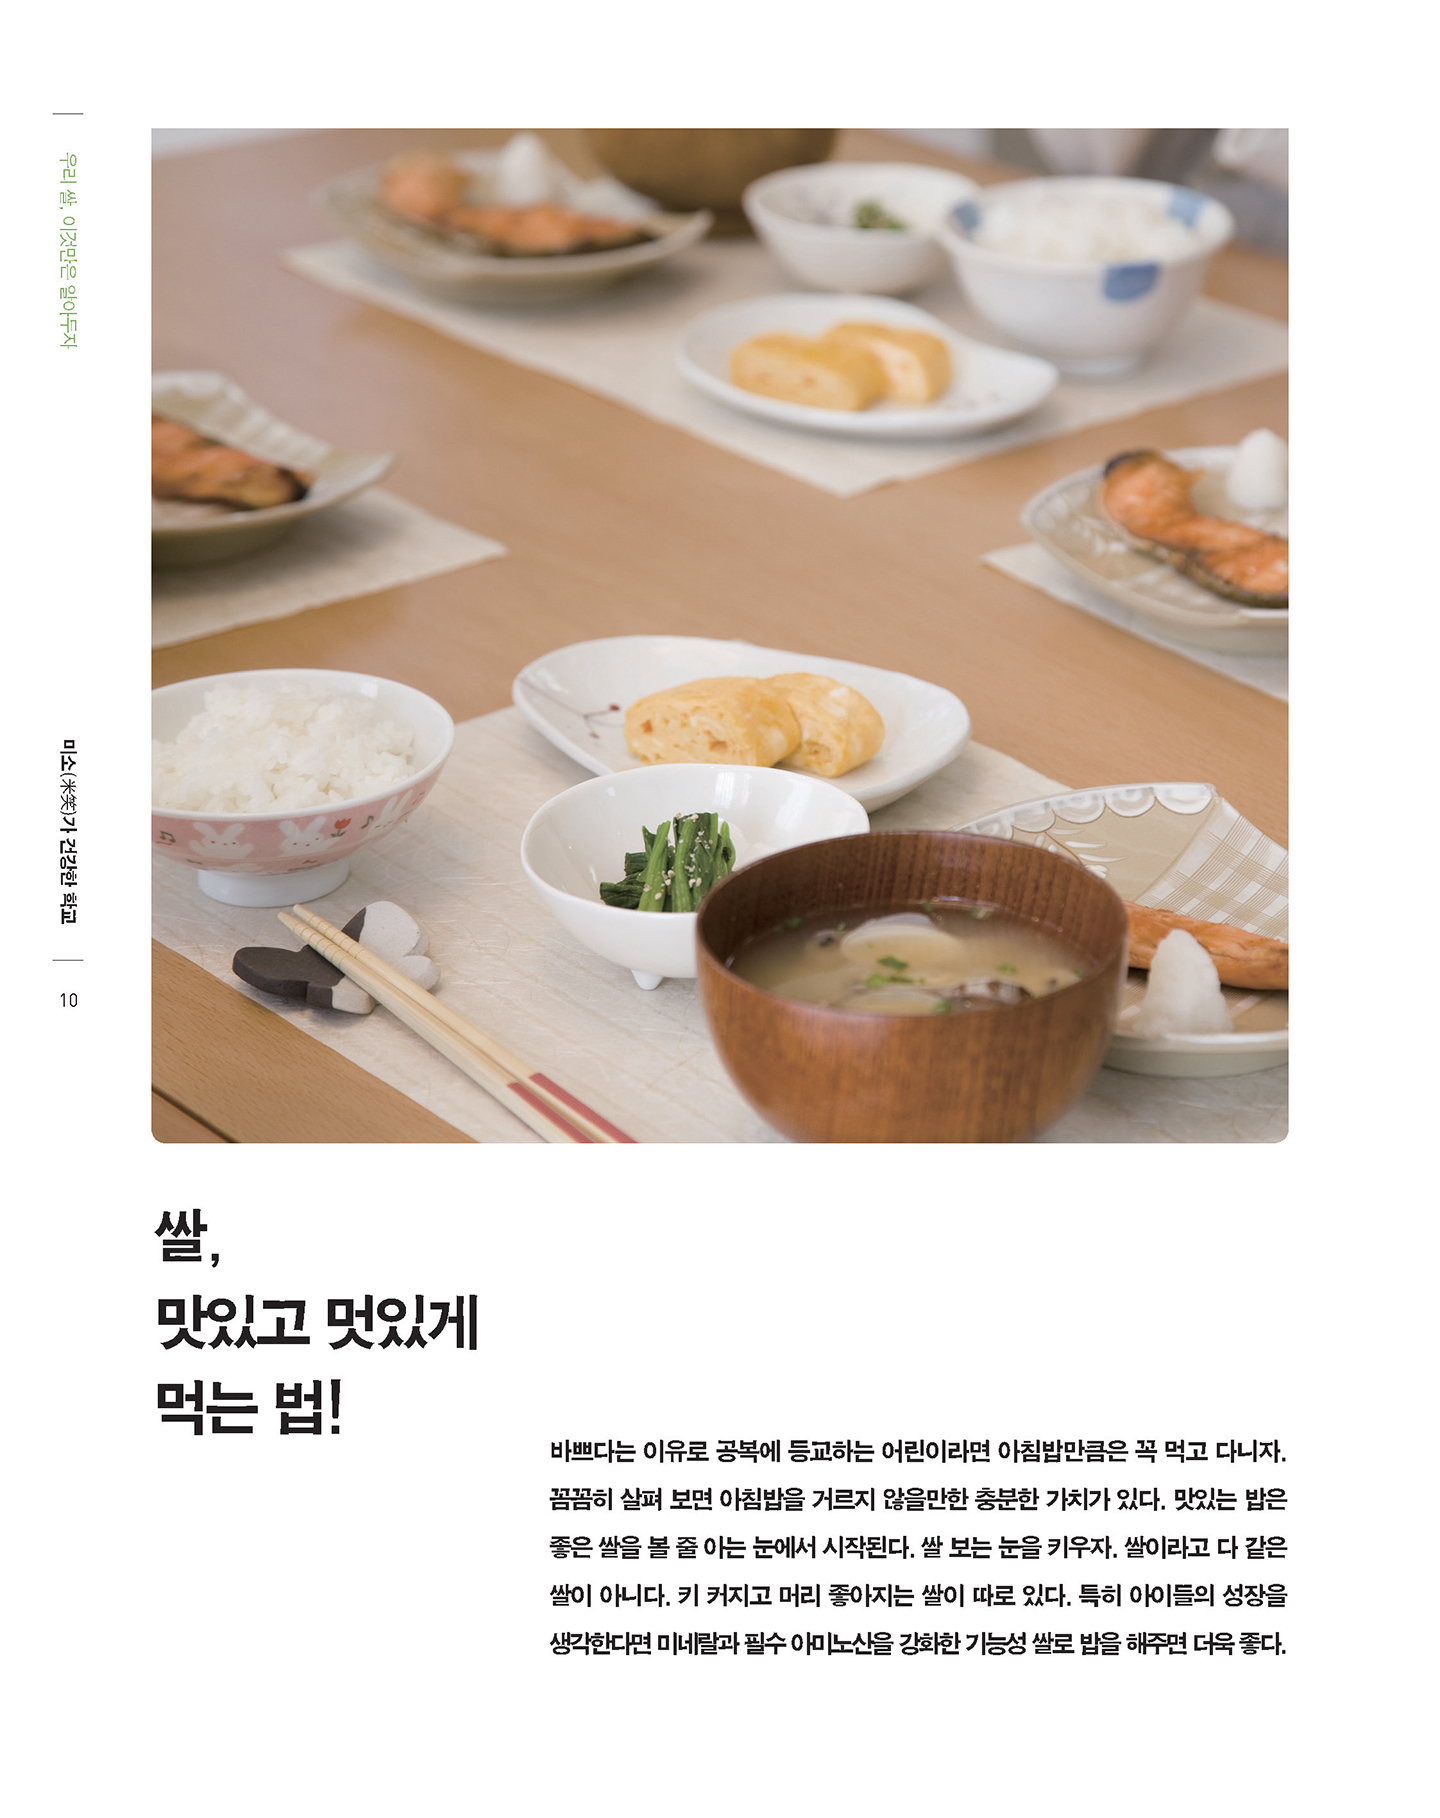 우리 쌀, 이것만은 알아두자
미소(米笑)가 건강한 학교
10
쌀,
맛있고 멋있게
먹는 법!
바쁘다는 이유로 공복에 등교하는 어린이라면 아침밥만큼은 꼭 먹고 다니자.
꼼꼼히 살펴 보면 아침밥을 거르지 않을만한 충분한 가치가 있다. 맛있는 밥은
좋은 쌀을 볼 줄 아는 눈에서 시작된다. 쌀 보는 눈을 키우자. 쌀이라고 다 같은
쌀이 아니다. 키 커지고 머리 좋아지는 쌀이 따로 있다. 특히 아이들의 성장을
생각한다면 미네랄과 필수 아미노산을 강화한 기능성 쌀로 밥을 해주면 더욱 좋다.